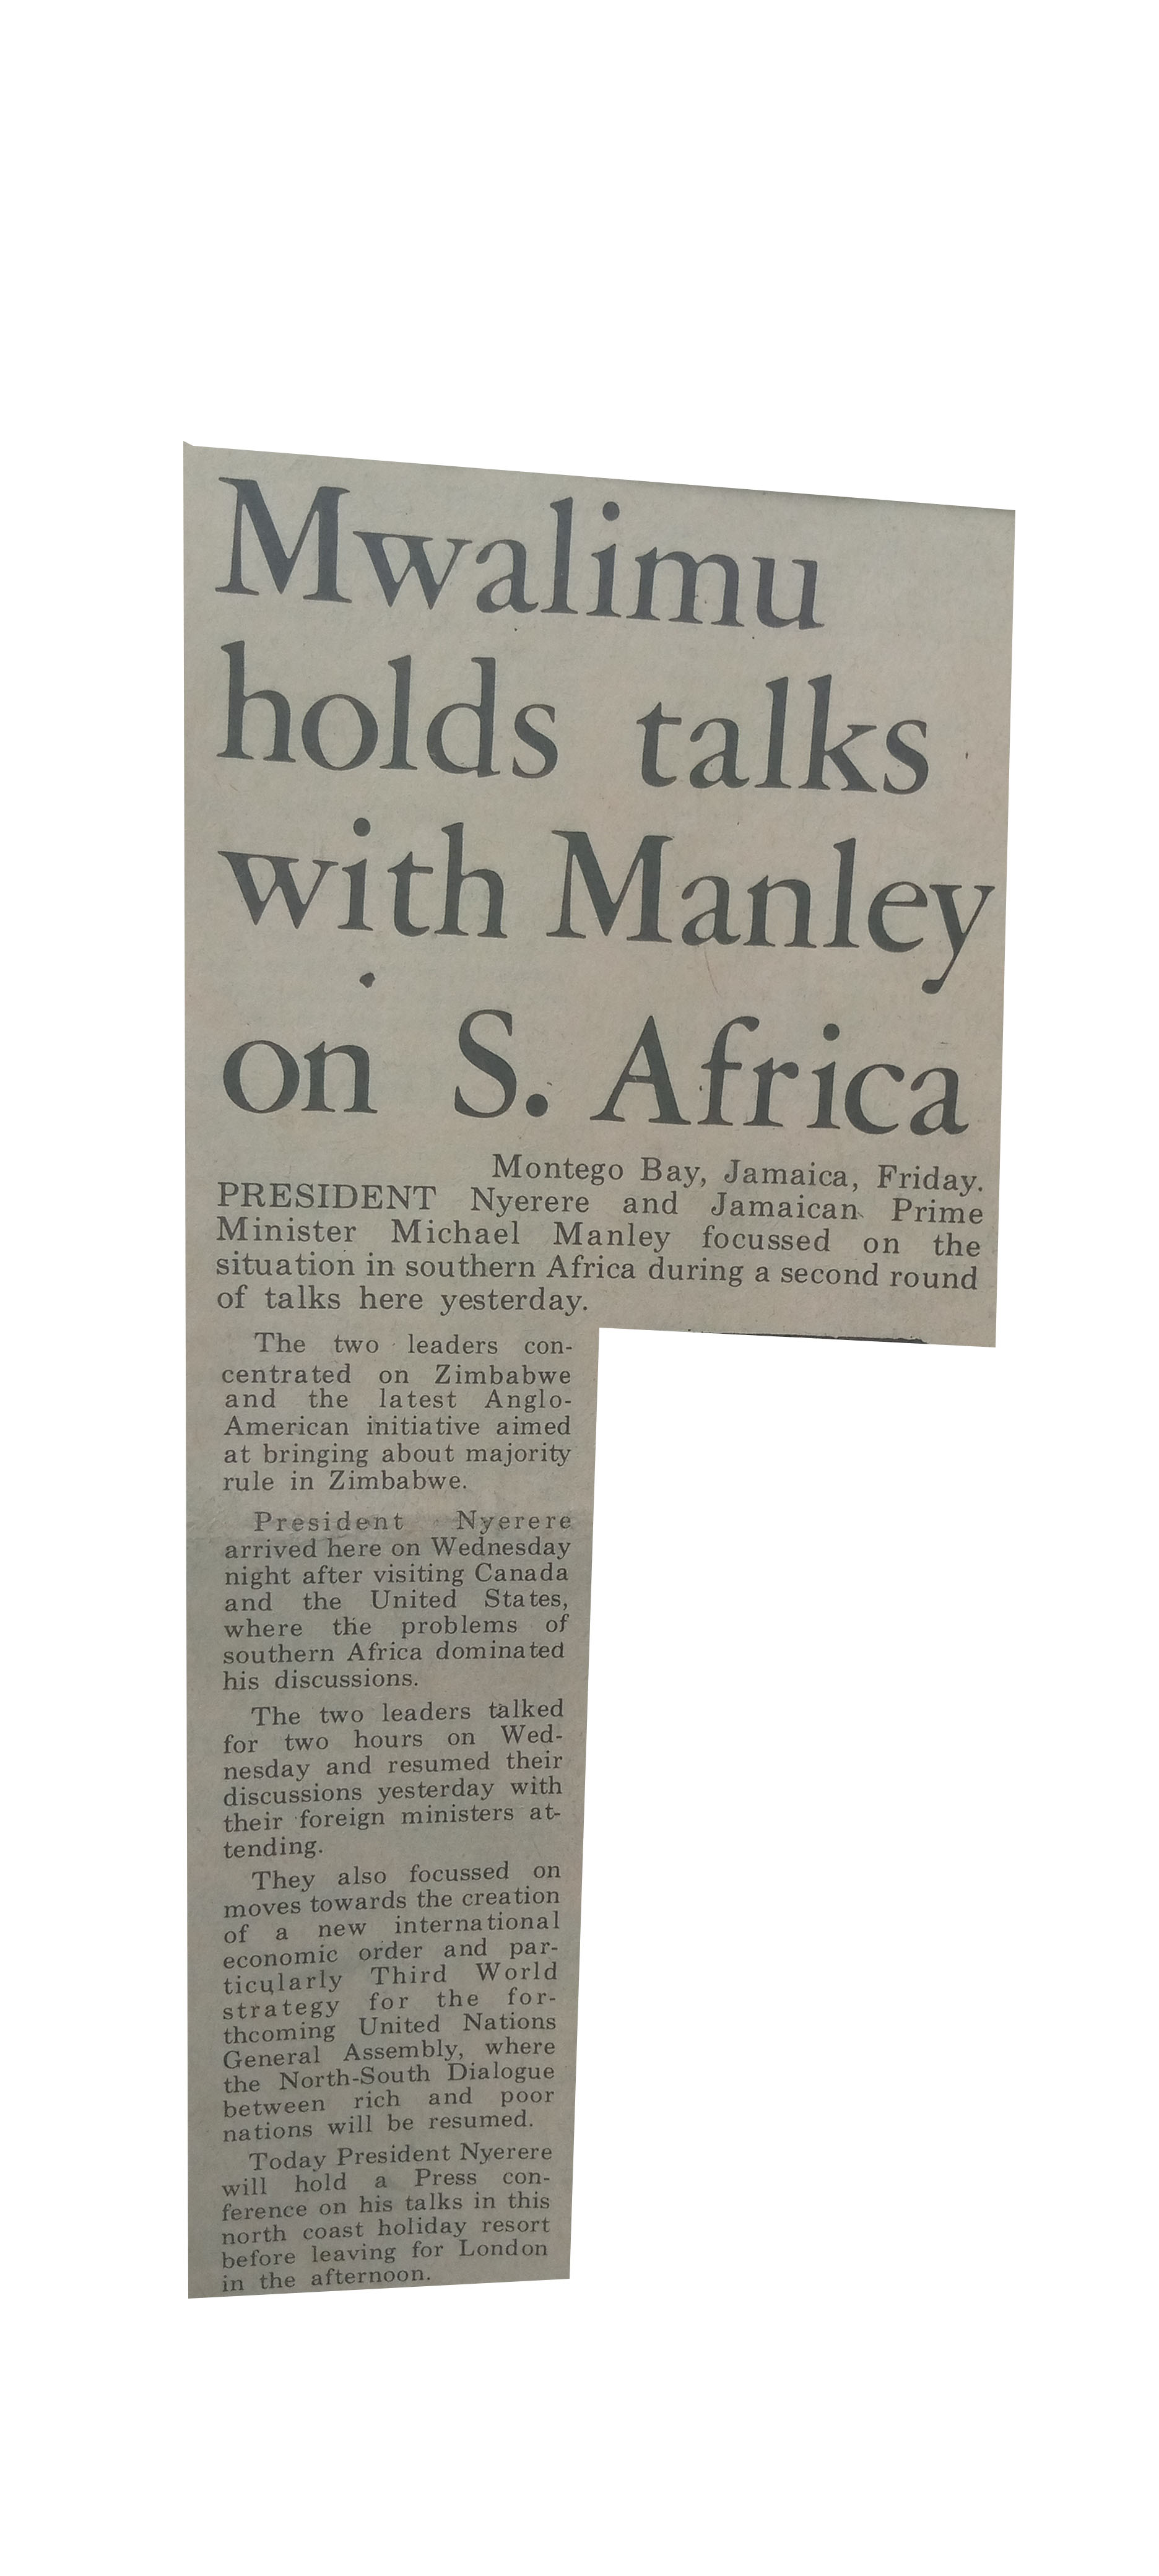 Mwalimu
holds talks
with Manley
on S. Africa
Montego Bay, Jamaica, Friday.
PRESIDENT Nyerere and Jamaican Prime
Minister Michael Manley focussed on the
situation in southern Africa during a second round
of talks here yesterday.
The two leaders con-
centrated on Zimbabwe
and the latest Anglo-
American initiative aimed
at bringing about majority
rule in Zimbabwe.
President Nyerere
arrived here on Wednesday
night after visiting Canada
and the United States,
where the problems of
southern Africa dominated
his discussions.
The two leaders talked
for two hours on Wed-
nesday and resumed their
discussions yesterday with
their foreign ministers at-
tending.
They also focussed on
moves towards the creation
of a new international
economic order and par-
ticularly Third World
strategy for the for-
thcoming United Nations
General Assembly, where
the North-South Dialogue
between rich and poor
nations will be resumed.
Today President Nyerere
will hold a Press con-
ference on his talks in this
north coast holiday resort
before leaving for London
in the afternoon.